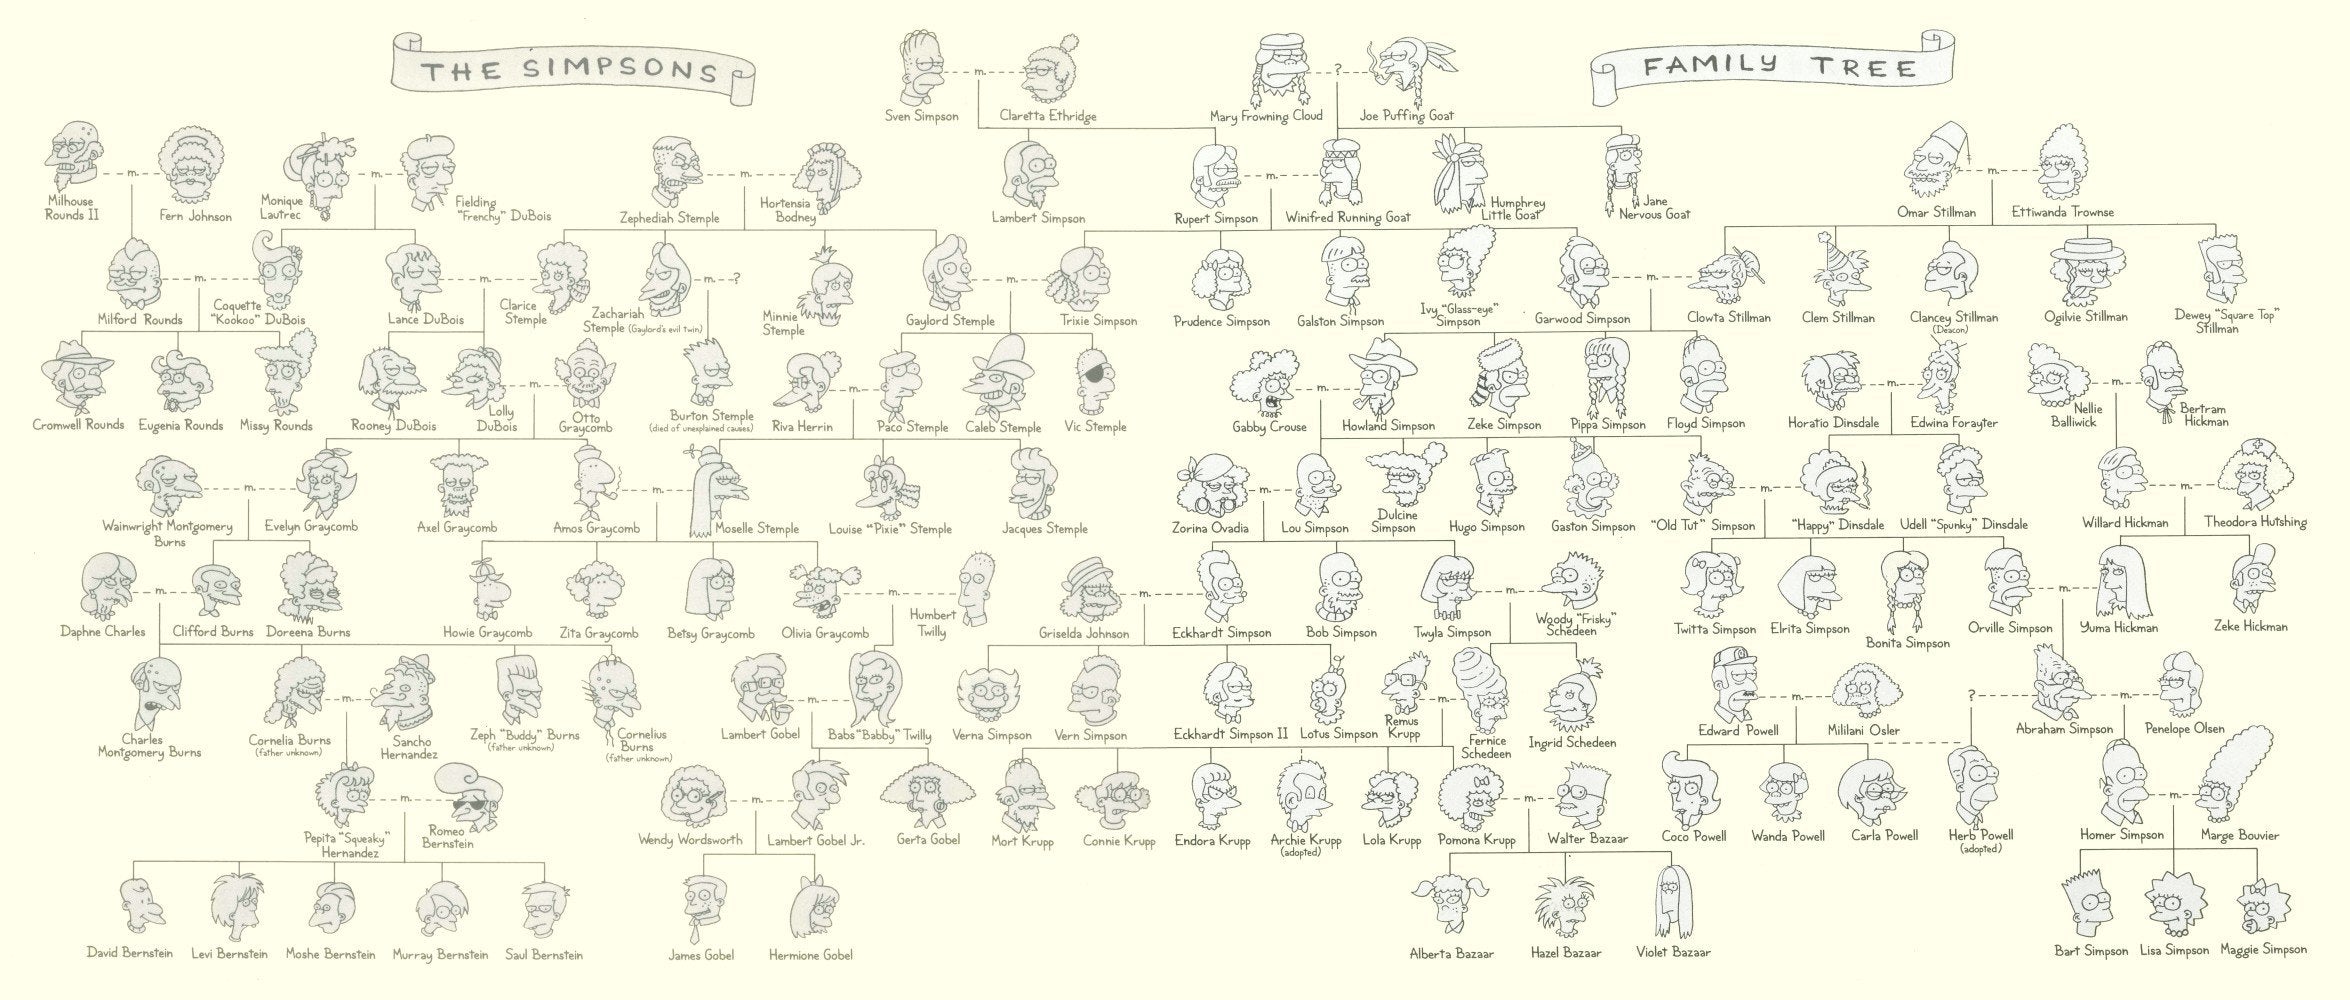 THE SIMPSONS
FAMILY TREE
Sven Simpson
m.
Claretta Ethridge
Mary Frowning Cloud
?
Joe Puffing Goat
Milhouse
Rounds II
m.
Fern Johnson
Monique
Lautrec
m.
Fielding
"Frenchy" DuBois
Zephediah Stemple
m.
Hortensia
Bodney
Lambert Simpson
Rupert Simpson
m.
Winifred Running Goat
Humphrey
Little Goat
Jane
Nervous Goat
Omar Stillman
m.
Ettiwanda Trownse
Milford Rounds
m.
Coquette
"Kookoo" DuBois
Lance DuBois
m.
Clarice
Stemple
Zachariah
Stemple (Gaylord's evil twin)
m.
?
Minnie
Stemple
Gaylord Stemple
m.
Trixie Simpson
Prudence Simpson
Galston Simpson
Ivy "Glass-eye"
Simpson
Garwood Simpson
m.
Clowta Stillman
Clem Stillman
Clancey Stillman
(Deacon)
Ogilvie Stillman
Dewey "Square Top"
Stillman
Cromwell Rounds
Eugenia Rounds
Missy Rounds
Rooney DuBois
Lolly
DuBois
m.
Otto
Graycomb
Burton Stemple
(died of unexplained causes)
Riva Herrin
m.
Paco Stemple
Caleb Stemple
Vic Stemple
Gabby Crouse
m.
Howland Simpson
Zeke Simpson
Pippa Simpson
Floyd Simpson
Horatio Dinsdale
m.
Edwina Forayter
Nellie
Balliwick
m.
Bertram
Hickman
Wainwright Montgomery
Burns
m.
Evelyn Graycomb
Axel Graycomb
Amos Graycomb
m.
Moselle Stemple
Louise "Pixie" Stemple
Jacques Stemple
Zorina Ovadia
m.
Lou Simpson
Dulcine
Simpson
Hugo Simpson
Gaston Simpson
"Old Tut" Simpson
m.
"Happy" Dinsdale
Udell "Spunky" Dinsdale
Willard Hickman
m.
Theodora Hutshing
Daphne Charles
m.
Clifford Burns
Doreena Burns
Howie Graycomb
Zita Graycomb
Betsy Graycomb
Olivia Graycomb
m.
Humbert
Twilly
Griselda Johnson
m.
Eckhardt Simpson
Bob Simpson
Twyla Simpson
m.
Woody "Frisky"
Schedeen
Twitta Simpson
Elrita Simpson
Bonita Simpson
Orville Simpson
m.
Yuma Hickman
Zeke Hickman
Charles
Montgomery Burns
Cornelia Burns
(father unknown)
m.
Sancho
Hernandez
Zeph "Buddy" Burns
(father unknown)
Cornelius
Burns
(father unknown)
Lambert Gobel
m.
Babs "Babby" Twilly
Verna Simpson
Vern Simpson
Eckhardt Simpson II
Lotus Simpson
Remus
Krupp
m.
Fernice
Schedeen
Ingrid Schedeen
Edward Powell
m.
Mililani Osler
?
Abraham Simpson
m.
Penelope Olsen
Pepita "Squeaky"
Hernandez
m.
Romeo
Bernstein
Wendy Wordsworth
m.
Lambert Gobel Jr.
Gerta Gobel
Mort Krupp
Connie Krupp
Endora Krupp
Archie Krupp
(adopted)
Lola Krupp
Pomona Krupp
m.
Walter Bazaar
Coco Powell
Wanda Powell
Carla Powell
Herb Powell
(adopted)
Homer Simpson
m.
Marge Bouvier
David Bernstein
Levi Bernstein
Moshe Bernstein
Murray Bernstein
Saul Bernstein
James Gobel
Hermione Gobel
Alberta Bazaar
Hazel Bazaar
Violet Bazaar
Bart Simpson
Lisa Simpson
Maggie Simpson